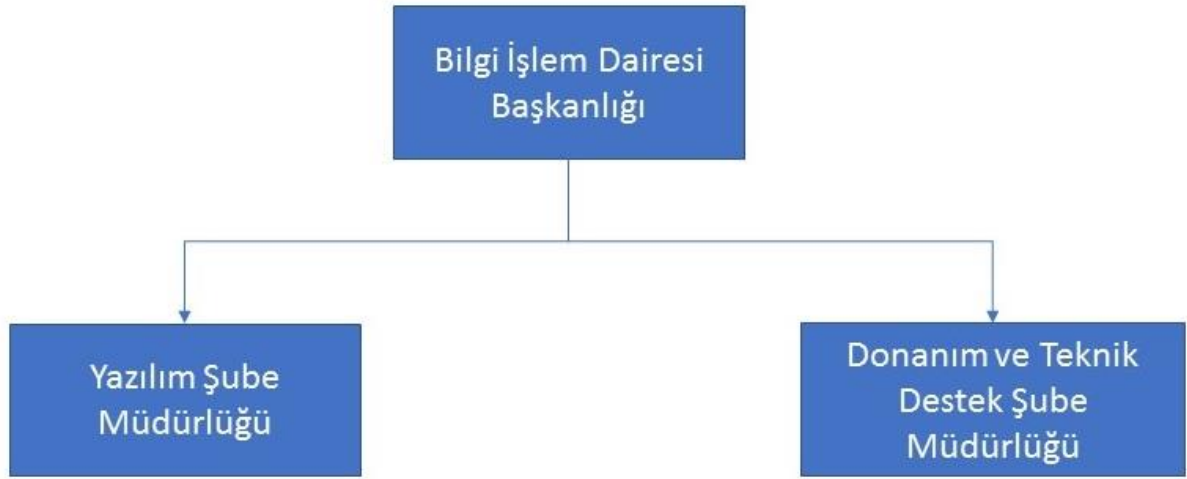 Bilgi İşlem Dairesi
Başkanlığı
Yazılım Şube
Müdürlüğü
Donanım ve Teknik
Destek Şube
Müdürlüğü